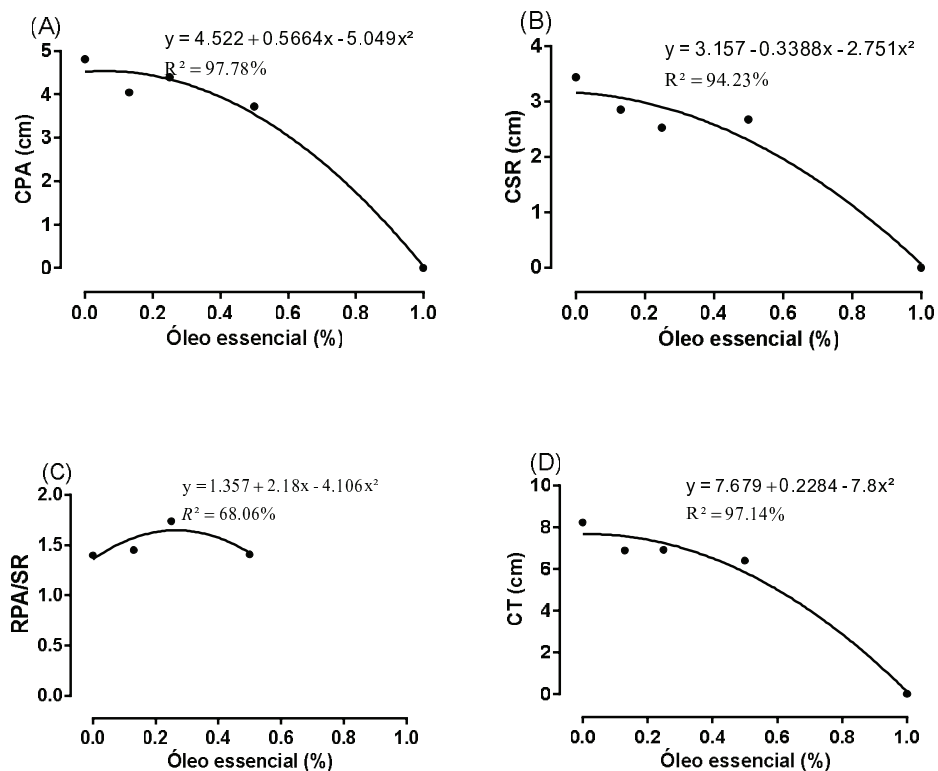 (A)
y = 4.522 + 0.5664x - 5.049x²
R² = 97.78%
CPA (cm)
5
4
3
2
1
0
0.0 0.2 0.4 0.6 0.8 1.0
Óleo essencial (%)
(B)
y = 3.157 - 0.3388x - 2.751x²
R² = 94.23%
CSR (cm)
4
3
2
1
0
0.0 0.2 0.4 0.6 0.8 1.0
Óleo essencial (%)
(C)
y = 1.357 + 2.18x - 4.106x²
R² = 68.06%
RPA/SR
2.0
1.5
1.0
0.5
0.0
0.0 0.2 0.4 0.6 0.8 1.0
Óleo essencial (%)
(D)
y = 7.679 + 0.2284 - 7.8x²
R² = 97.14%
CT (cm)
10
8
6
4
2
0
0.0 0.2 0.4 0.6 0.8 1.0
Óleo essencial (%)